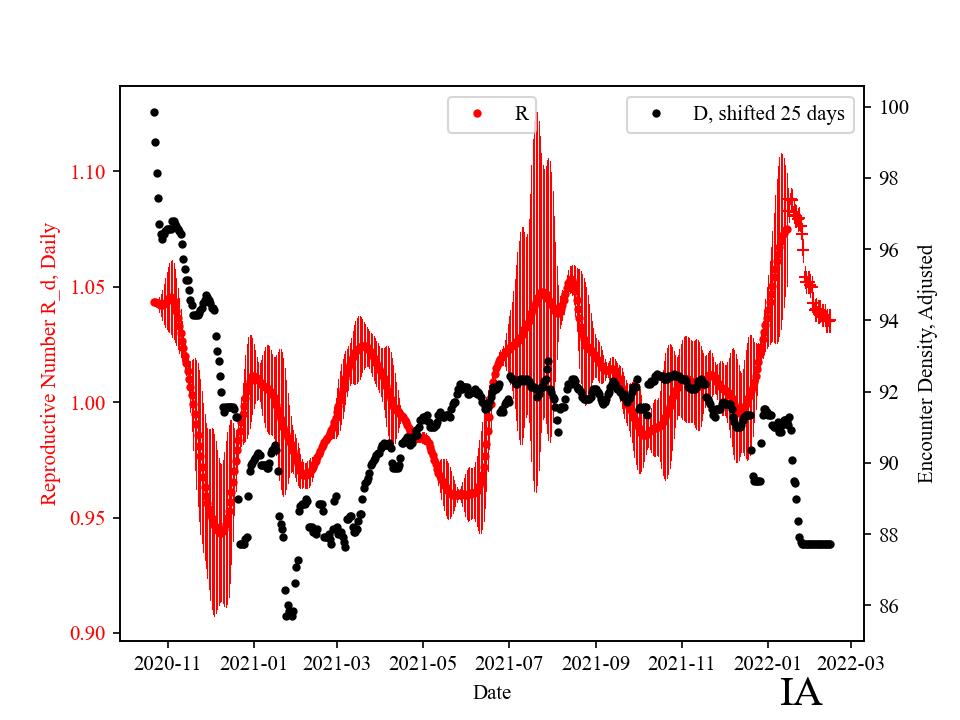 R
D, shifted 25 days
Reproductive Number R_d, Daily
1.10
1.05
1.00
0.95
0.90
100
98
96
94
92
90
88
86
Encounter Density, Adjusted
2020-11 2021-01 2021-03 2021-05 2021-07 2021-09 2021-11 2022-01 2022-03
Date
IA